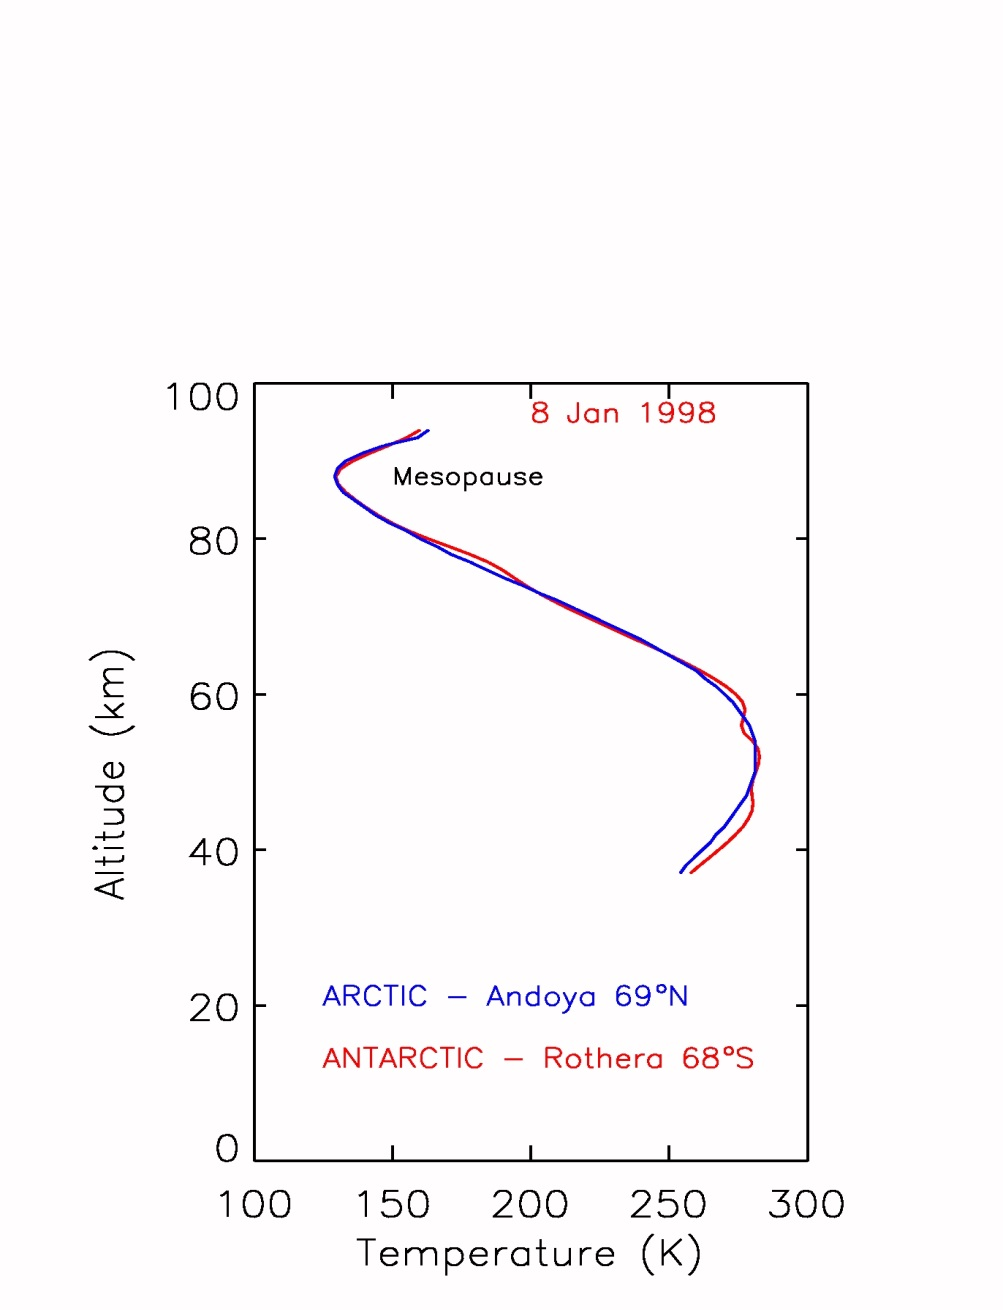 100
8 Jan 1998
Mesopause
80
60
Altitude (km)
40
20
ARCTIC – Andoya 69°N
ANTARCTIC – Rothera 68°S
0
100 150 200 250 300
Temperature (K)